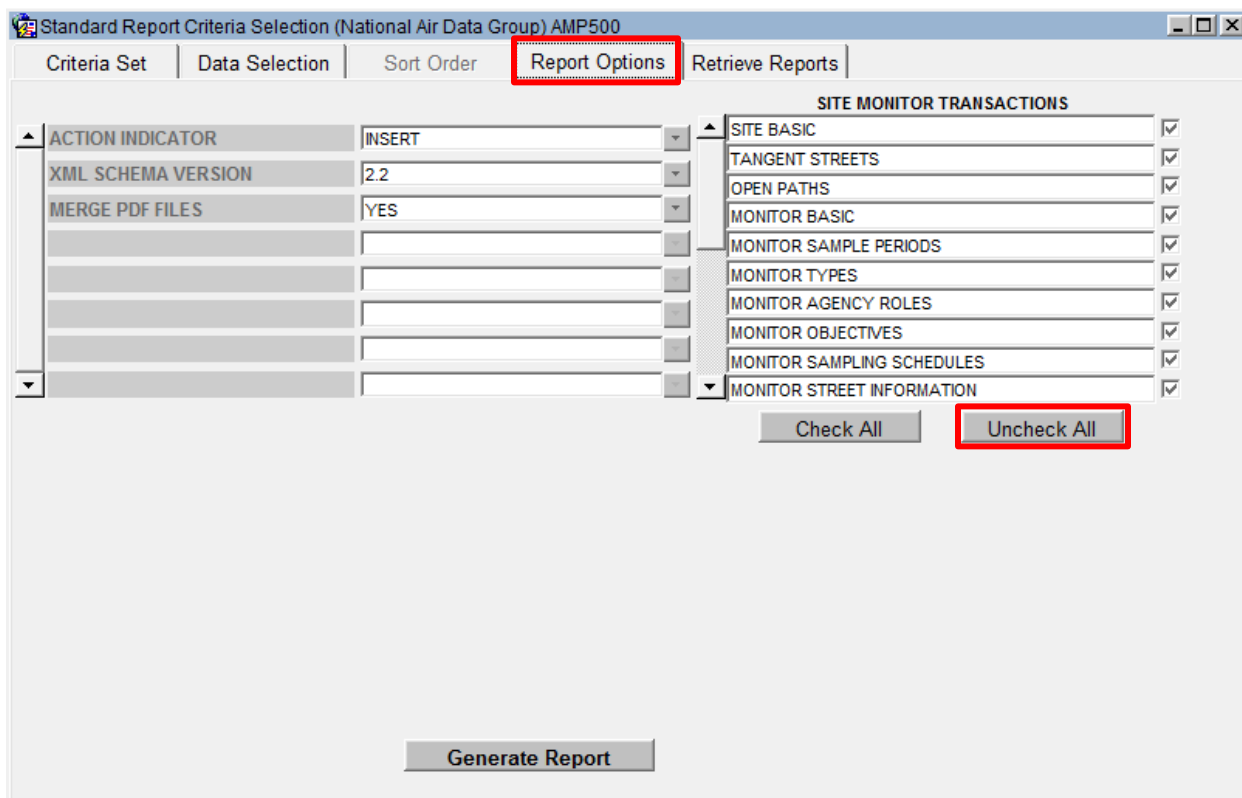 Standard Report Criteria Selection (National Air Data Group) AMP500
Criteria Set Data Selection Sort Order Report Options Retrieve Reports
SITE MONITOR TRANSACTIONS
ACTION INDICATOR INSERT
XML SCHEMA VERSION 2.2
MERGE PDF FILES YES
SITE BASIC
TANGENT STREETS
OPEN PATHS
MONITOR BASIC
MONITOR SAMPLE PERIODS
MONITOR TYPES
MONITOR AGENCY ROLES
MONITOR OBJECTIVES
MONITOR SAMPLING SCHEDULES
MONITOR STREET INFORMATION
Check All Uncheck All
Generate Report